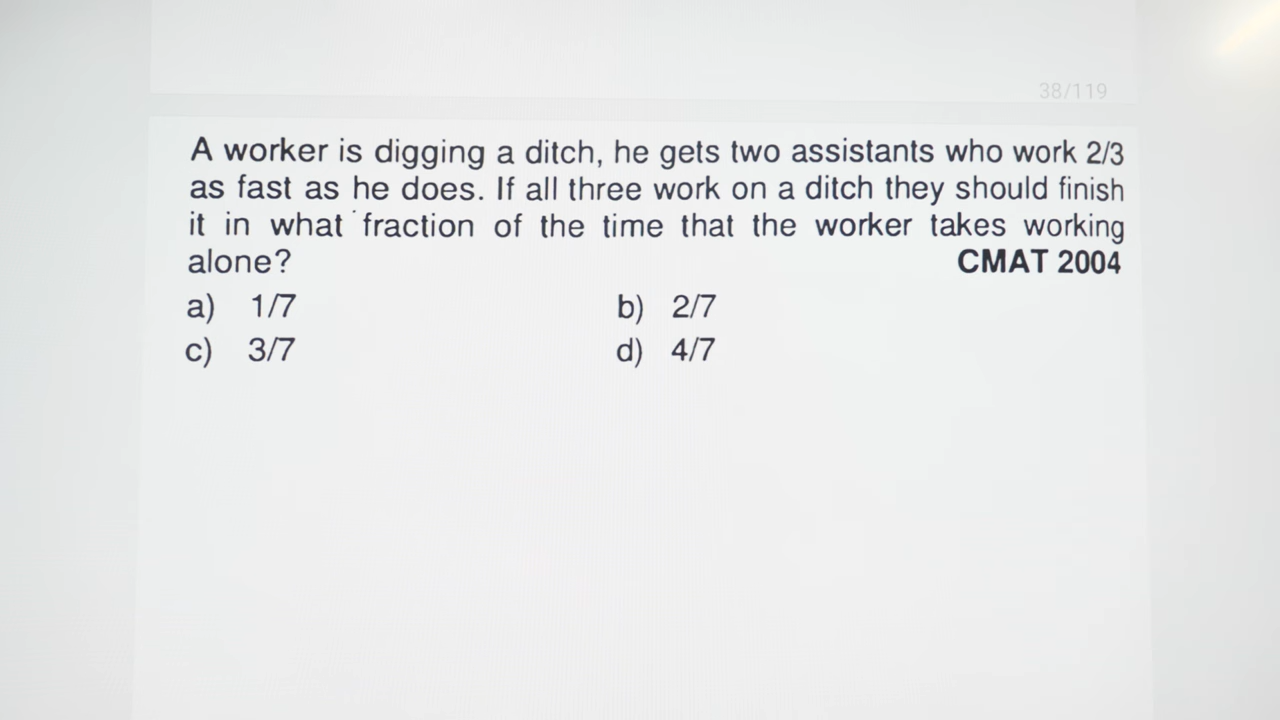 38/119
A worker is digging a ditch, he gets two assistants who work 2/3
as fast as he does. If all three work on a ditch they should finish
it in what fraction of the time that the worker takes working
alone? CMAT 2004
a) 1/7 b) 2/7
c) 3/7 d) 4/7